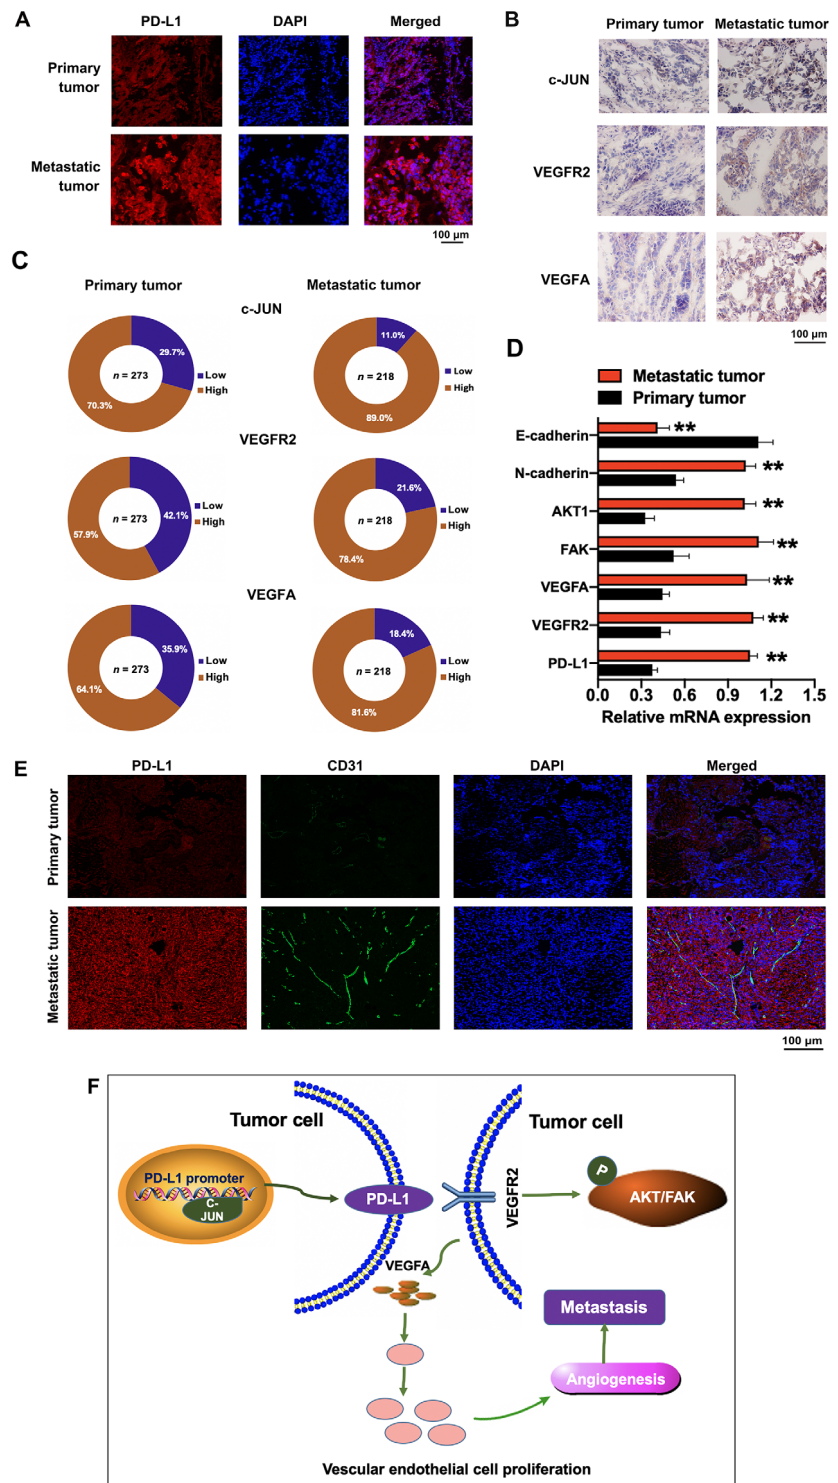 A
PD-L1
DAPI
Merged
Primary
tumor
Metastatic
tumor
100 µm
B
Primary tumor
Metastatic tumor
c-JUN
VEGFR2
VEGFA
100 µm
C
Primary tumor
Metastatic tumor
c-JUN
29.7%
70.3%
n = 273
Low
High
11.0%
89.0%
n = 218
Low
High
VEGFR2
42.1%
57.9%
n = 273
Low
High
21.6%
78.4%
n = 218
Low
High
VEGFA
35.9%
64.1%
n = 273
Low
High
18.4%
81.6%
n = 218
Low
High
D
Metastatic tumor
Primary tumor
E-cadherin **
N-cadherin **
AKT1 **
FAK **
VEGFA **
VEGFR2 **
PD-L1 **
0.0 0.3 0.6 0.9 1.2 1.5
Relative mRNA expression
E
PD-L1
CD31
DAPI
Merged
Primary tumor
Metastatic tumor
100 µm
F
Tumor cell
Tumor cell
PD-L1 promoter
C-
JUN
PD-L1
VEGFR2
P
AKT/FAK
VEGFA
Metastasis
Angiogenesis
Vescular endothelial cell proliferation